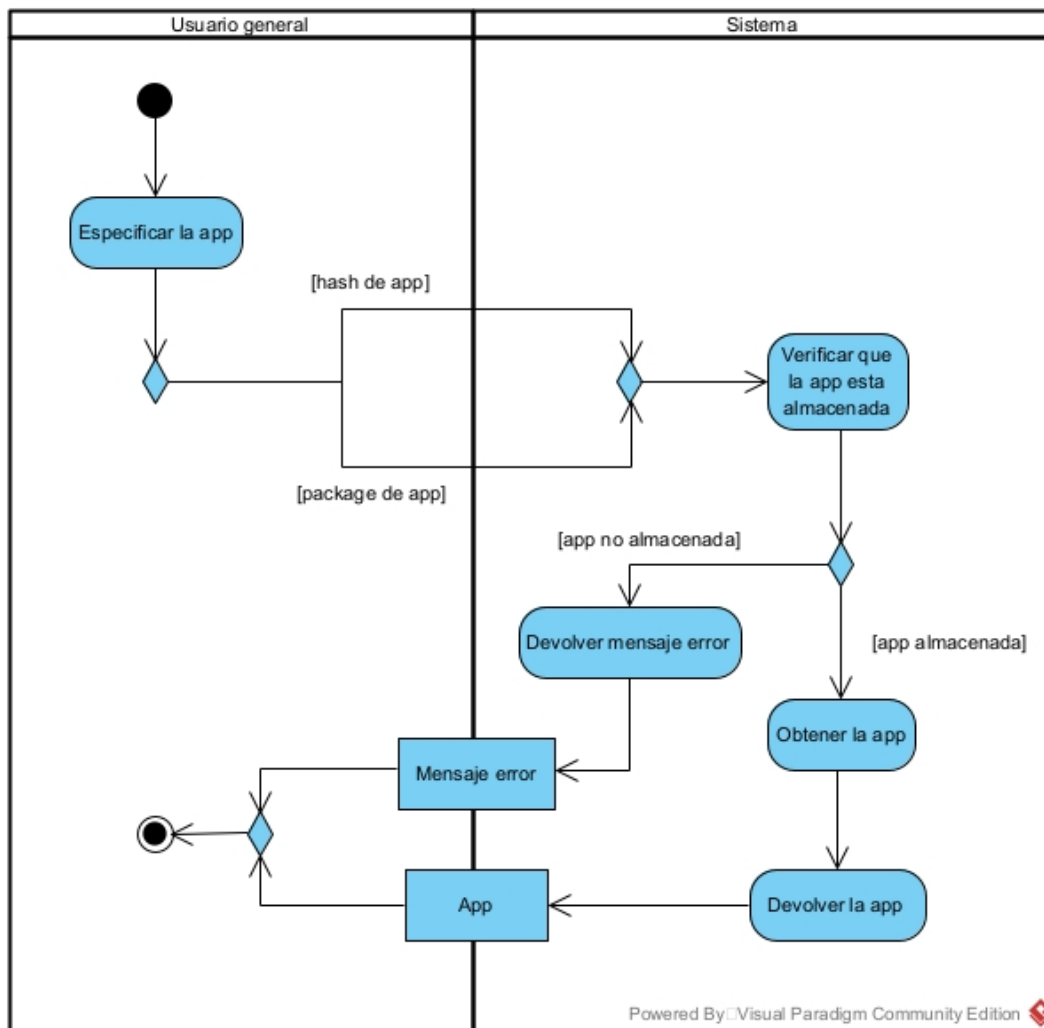 Usuario general
Sistema
Especificar la app
[hash de app]
Verificar que
la app esta
almacenada
[package de app]
[app no almacenada]
Devolver mensaje error
[app almacenada]
Obtener la app
Mensaje error
App
Devolver la app
Powered By Visual Paradigm Community Edition